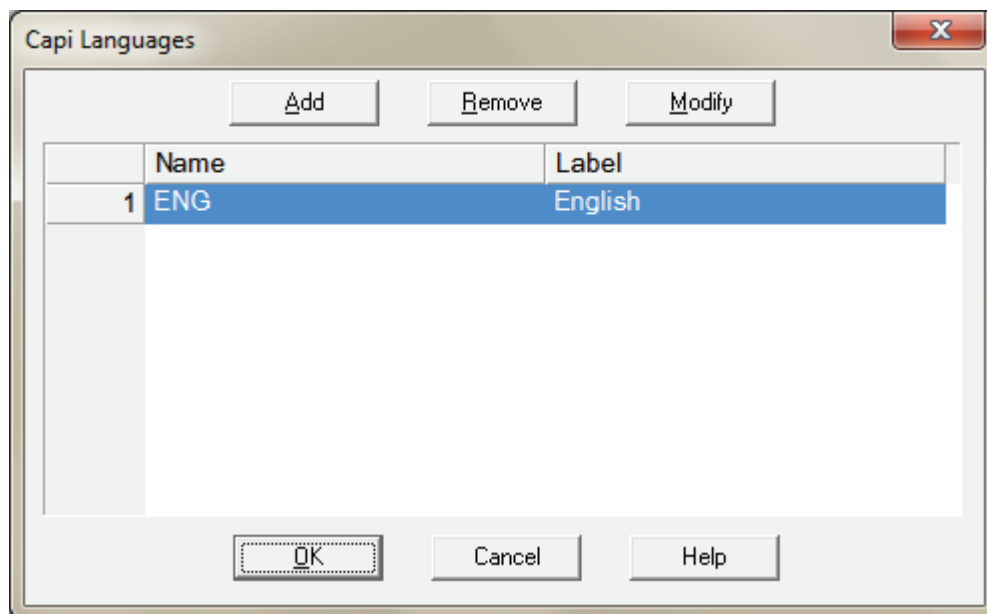 Capi Languages
Add Remove Modify
Name Label
1 ENG English
OK Cancel Help